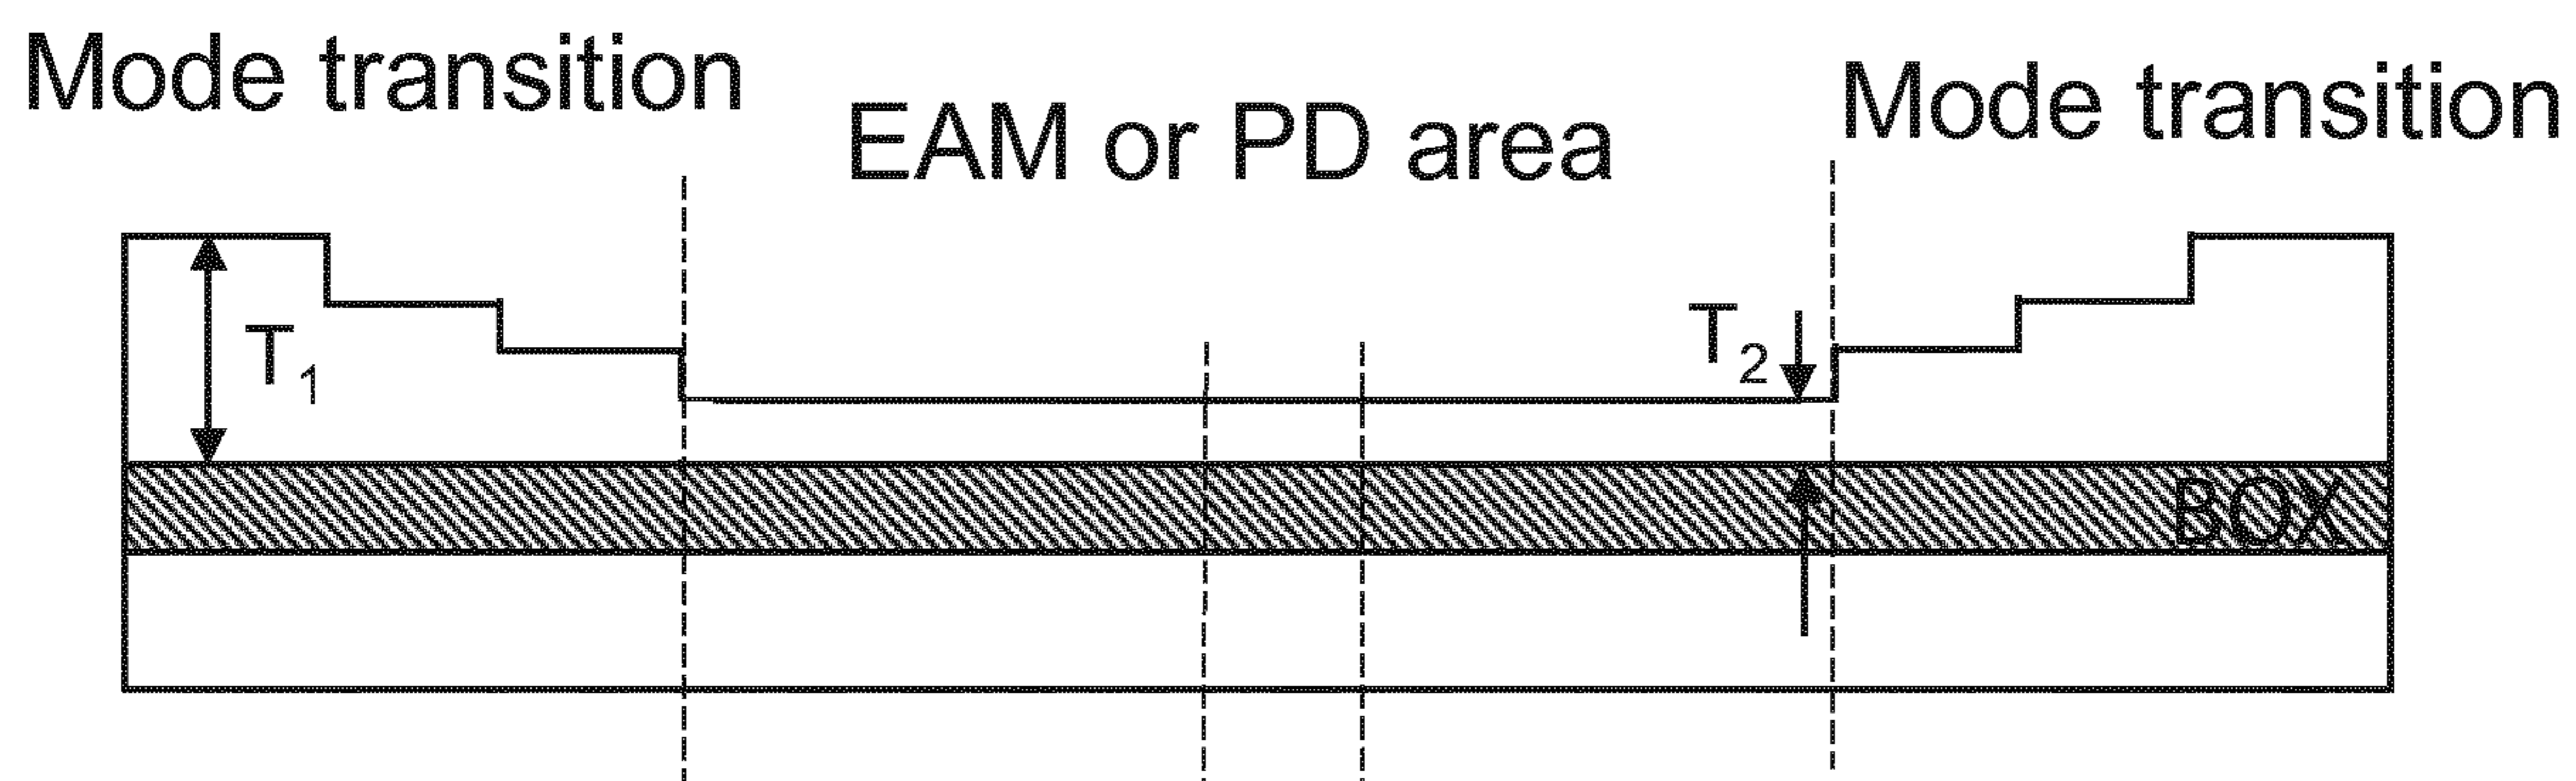 Mode transition
EAM or PD area
Mode transition
T1
T2
BOX